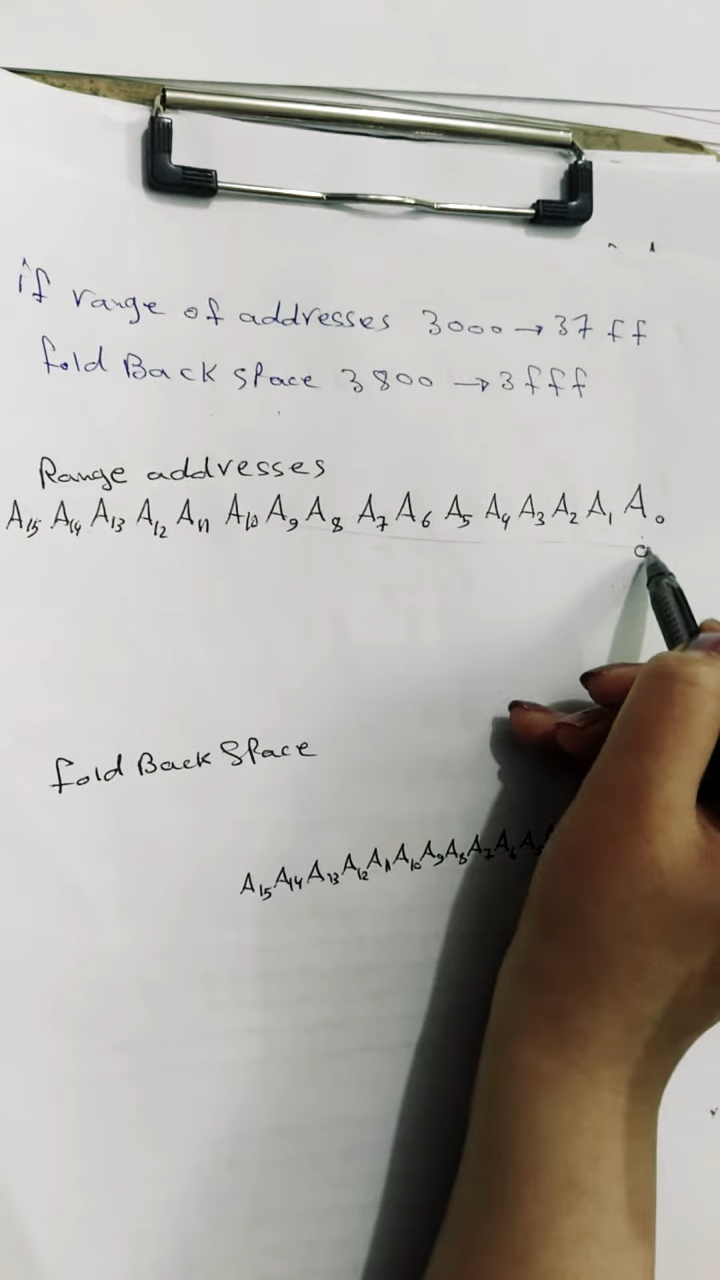 if range of addresses 3000 → 37ff
fold Back space 3800 → 3fff
Range addresses
A15 A14 A13 A12 A11 A10 A9 A8 A7 A6 A5 A4 A3 A2 A1 A0
0
fold Back Space
A15 A14 A13 A12 A11 A10 A9 A8 A7 A6 A5